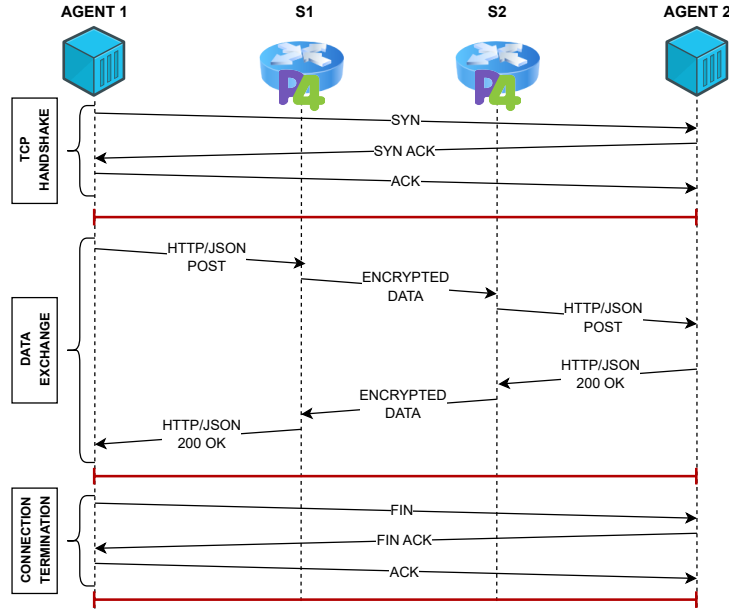 AGENT 1
S1
S2
AGENT 2
P4
P4
TCP
HANDSHAKE
SYN
SYN ACK
ACK
DATA
EXCHANGE
HTTP/JSON
POST
ENCRYPTED
DATA
HTTP/JSON
POST
HTTP/JSON
200 OK
ENCRYPTED
DATA
HTTP/JSON
200 OK
CONNECTION
TERMINATION
FIN
FIN ACK
ACK